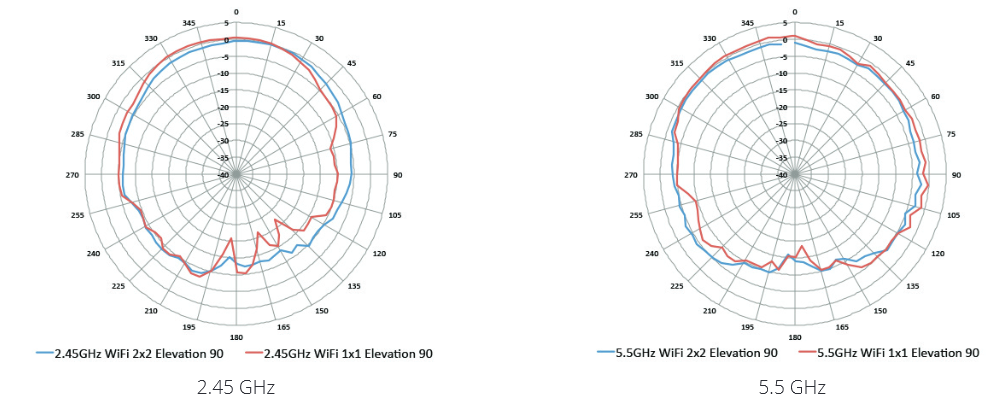 0
345 5 15
330 0 30
315 -5 45
-10
300 -15 60
-20
285 -25 75
-30
-35
270 -40 90
255 105
240 120
225 135
210 150
195 165
180
2.45GHz WiFi 2x2 Elevation 90 2.45GHz WiFi 1x1 Elevation 90
2.45 GHz
0
345 5 15
330 0 30
315 -5 45
-10
300 -15 60
-20
285 -25 75
-30
-35
270 -40 90
255 105
240 120
225 135
210 150
195 165
180
5.5GHz WiFi 2x2 Elevation 90 5.5GHz WiFi 1x1 Elevation 90
5.5 GHz